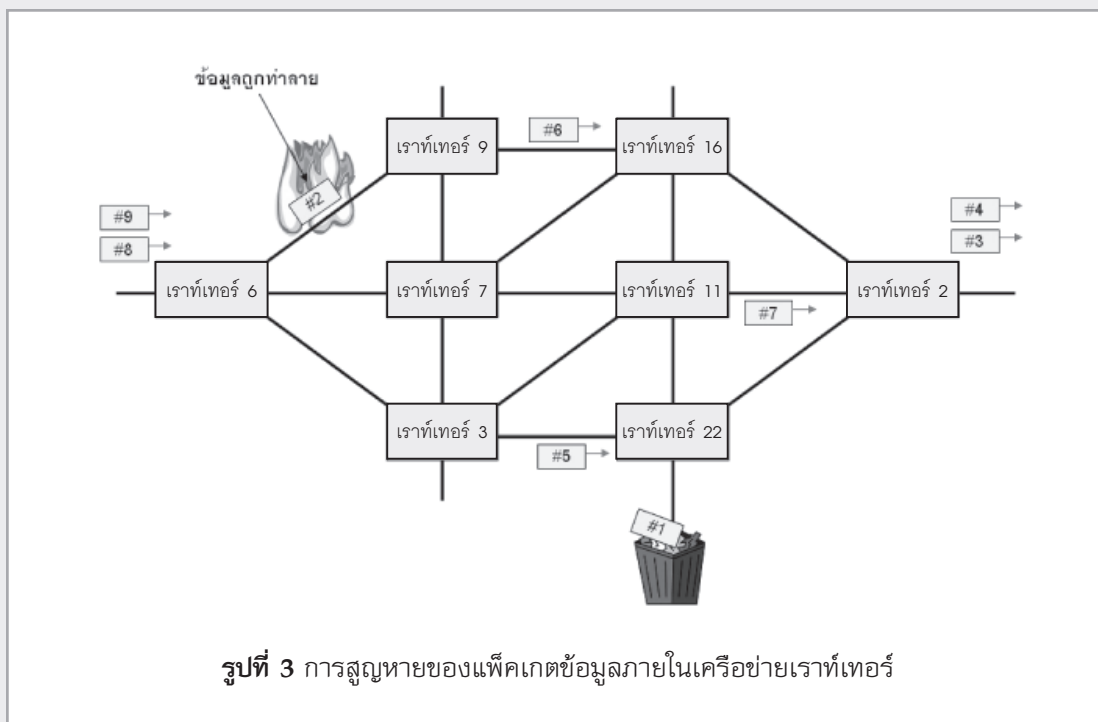 ข้อมูลถูกทำลาย
เราท์เทอร์ 9
#6
เราท์เทอร์ 16
#2
#9
#8
#4
#3
เราท์เทอร์ 6
เราท์เทอร์ 7
เราท์เทอร์ 11
เราท์เทอร์ 2
#7
เราท์เทอร์ 3
เราท์เทอร์ 22
#5
#1
รูปที่ 3 การสูญหายของแพ็คเกตข้อมูลภายในเครือข่ายเราท์เทอร์